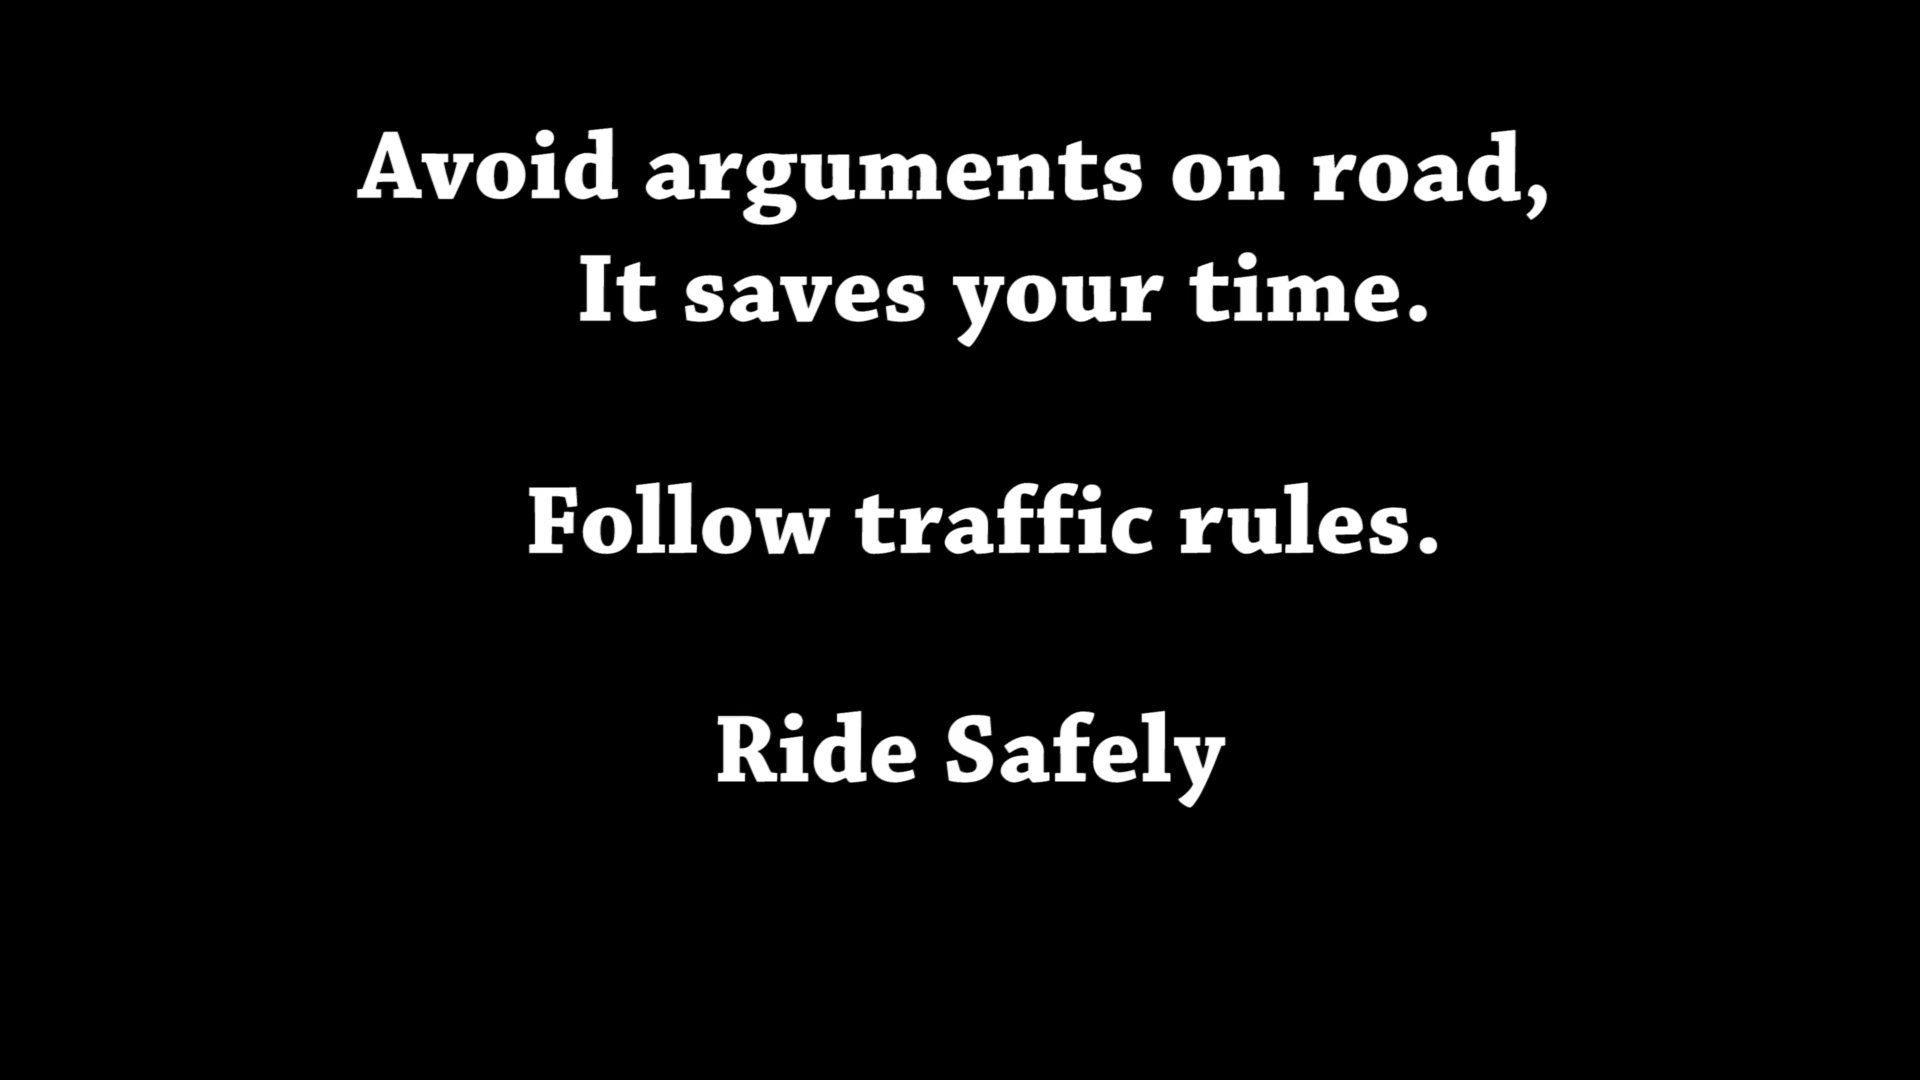 Avoid arguments on road,
It saves your time.
Follow traffic rules.
Ride Safely